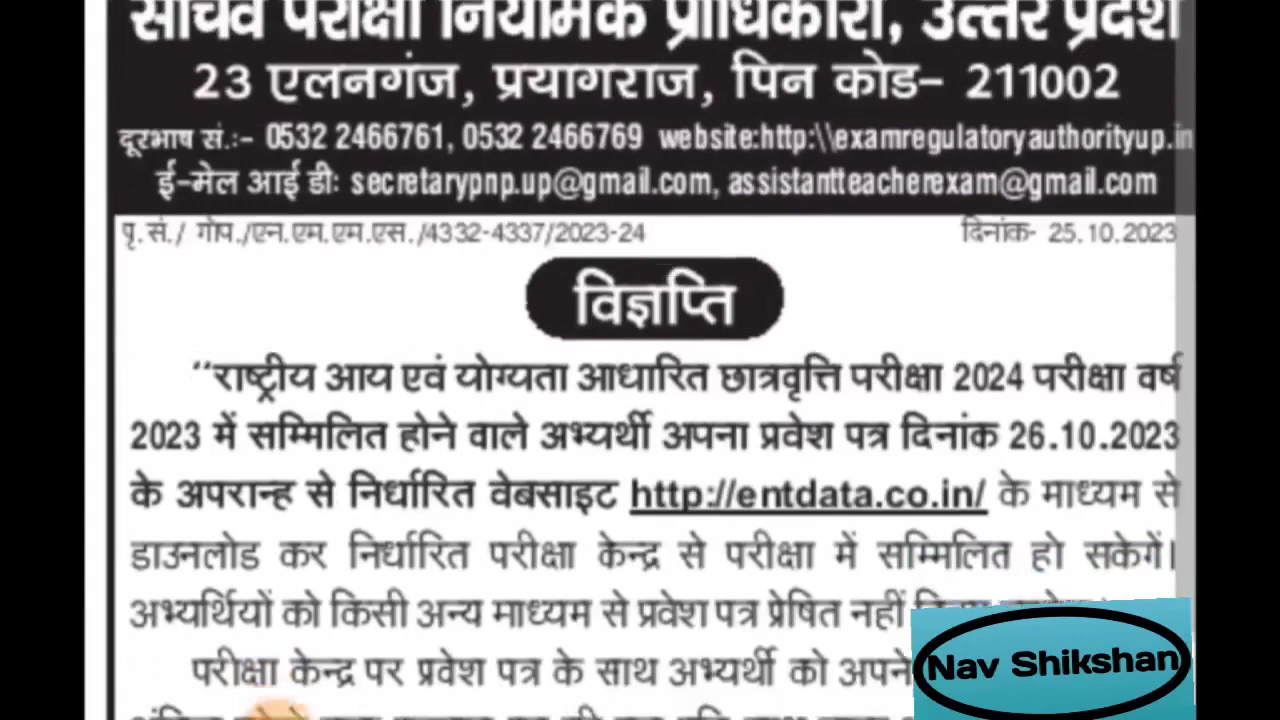 सचिव परीक्षा नियामक प्राधिकारी, उत्तर प्रदेश
23 एलनगंज, प्रयागराज, पिन कोड- 211002
दूरभाष सं.:- 0532 2466761, 0532 2466769 website:http:\\examregulatoryauthorityup.in
ई-मेल आई डीः secretarypnp.up@gmail.com, assistantteacherexam@gmail.com
पृ.सं./ गोप./एन.एम.एम.एस./4332-4337/2023-24 दिनांक- 25.10.2023
विज्ञप्ति
''राष्ट्रीय आय एवं योग्यता आधारित छात्रवृत्ति परीक्षा 2024 परीक्षा वर्ष
2023 में सम्मिलित होने वाले अभ्यर्थी अपना प्रवेश पत्र दिनांक 26.10.2023
के अपरान्ह से निर्धारित वेबसाइट http://entdata.co.in/ के माध्यम से
डाउनलोड कर निर्धारित परीक्षा केन्द्र से परीक्षा में सम्मिलित हो सकेगें।
अभ्यर्थियों को किसी अन्य माध्यम से प्रवेश पत्र प्रेषित नहीं
परीक्षा केन्द्र पर प्रवेश पत्र के साथ अभ्यर्थी को अपने
Nav Shikshan